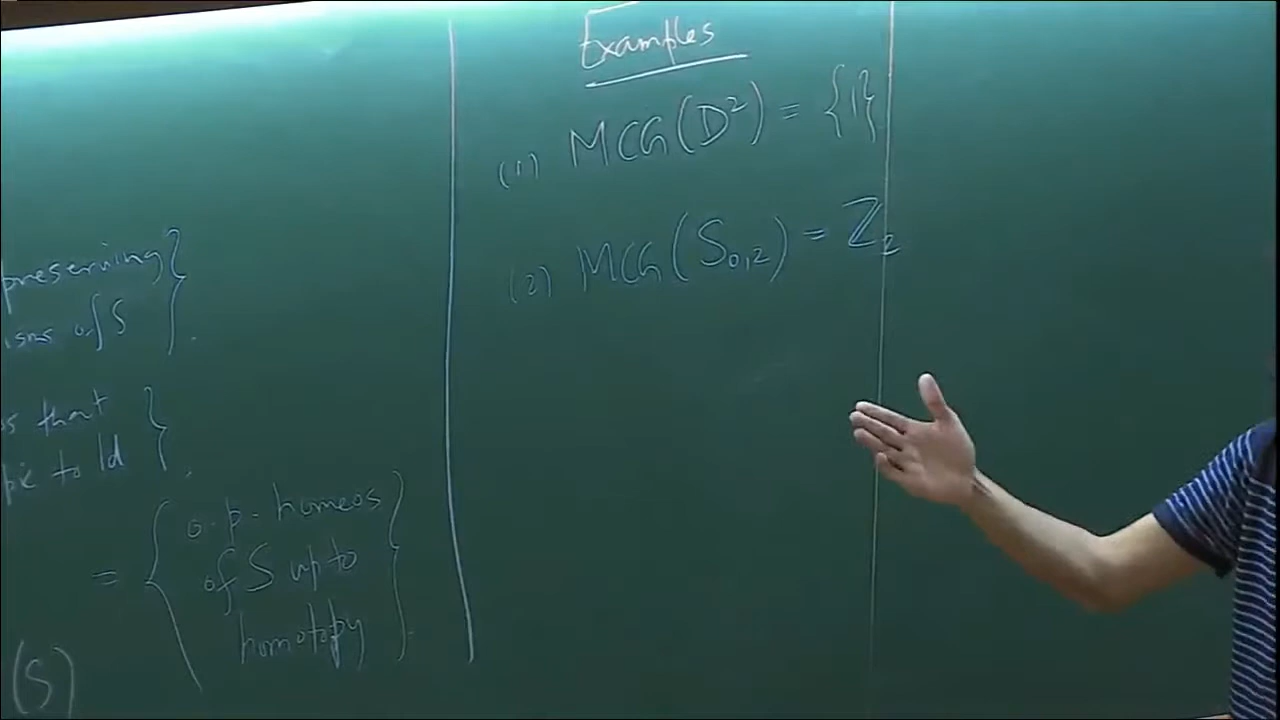 preserving }
isms of S } .
s that }
pic to Id } .
= { o.p. homeos
of S up to
homotopy } .
(S)
Examples
(1) MCG(D²) = {1}
(2) MCG(S₀,₂) = ℤ₂